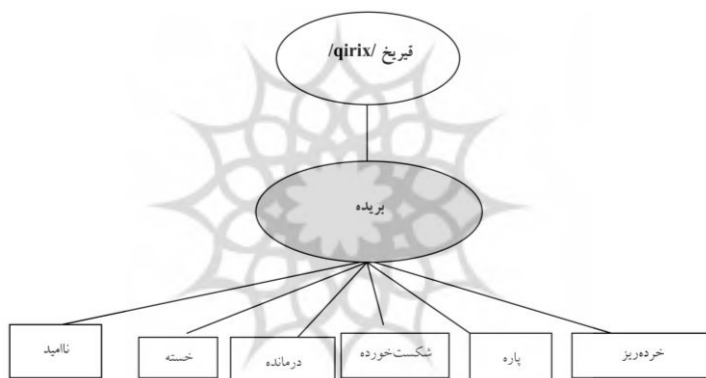 قیریخ /qirix/
بریده
خرده‌ریز
پاره
شکست‌خورده
درمانده
خسته
ناامید